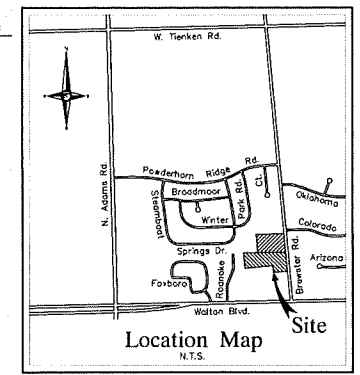 W. Tienken Rd.
N. Adams Rd.
Powderhorn Ridge Rd.
Ct.
Oklahoma
Broadmoor
Steamboat
Park Rd.
Winter
Colorado
Springs Dr.
Brewster Rd.
Arizona
Roanoke
Foxboro
Walton Blvd.
Site
Location Map
N.T.S.